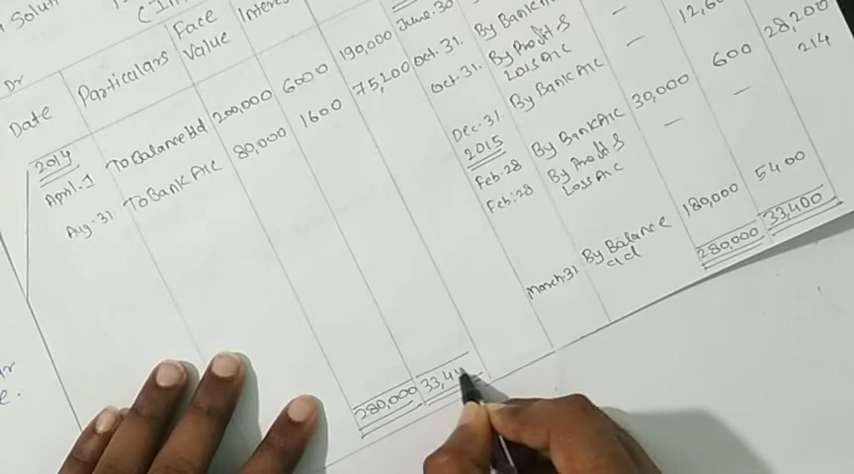 Solut
Dr
Date Particulars Face Value Interes
2014
April.1 To Balance b/d 200,000 6000 190,000
Aug.31 To Bank A/c 80,000 1600 75,200
280,000 33,4
June.30
Oct.31. By Bank
Oct.31. By Profit & Loss A/c —
Dec.31. By Bank A/c — 12,6
2015
Feb.28 By Bank A/c 30,000 600 28,200
Feb.28 By Profit & Loss A/c — — 214
March.31 By Balance c/d 180,000 5400
280,000 33,400
e.